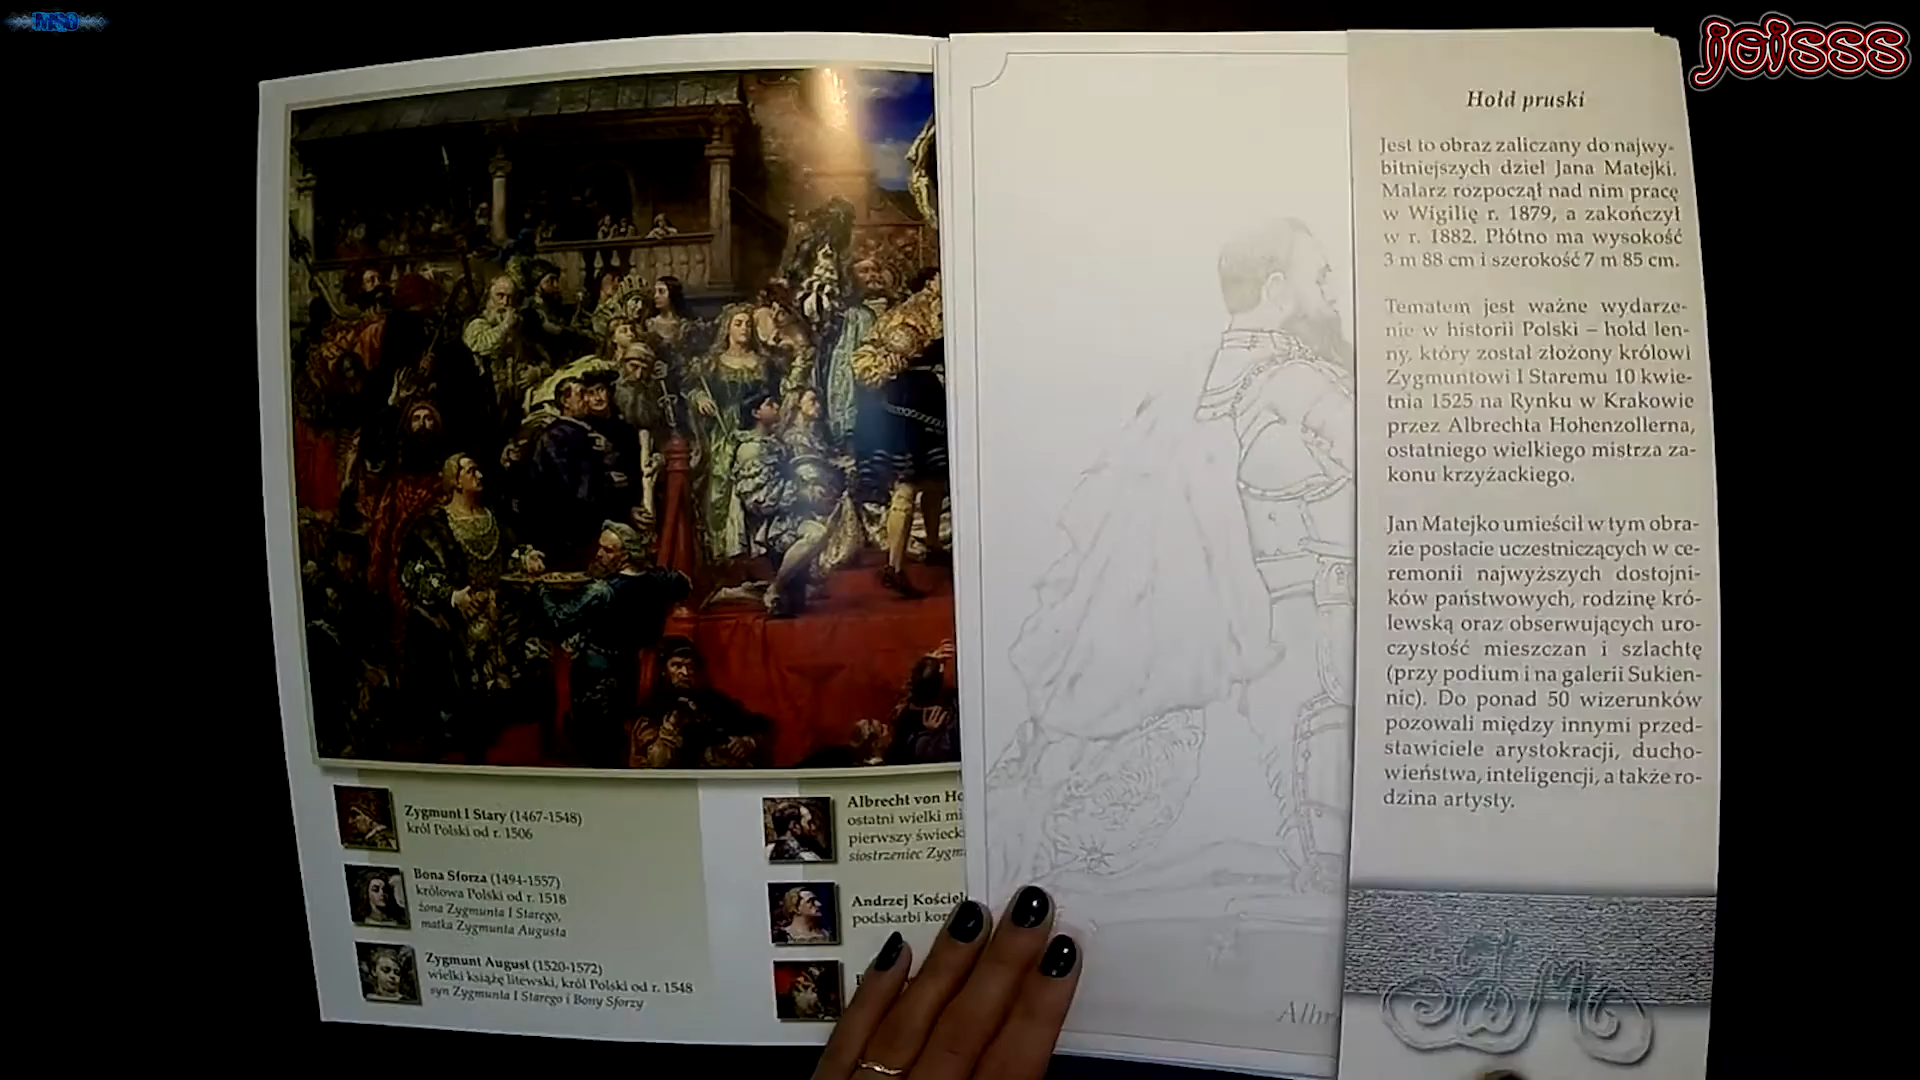 MSD
joisss
Hołd pruski
Jest to obraz zaliczany do najwy-
bitniejszych dzieł Jana Matejki.
Malarz rozpoczął nad nim pracę
w Wigilię r. 1879, a zakończył
w r. 1882. Płótno ma wysokość
3 m 88 cm i szerokość 7 m 85 cm.
Tematem jest ważne wydarze-
nie w historii Polski – hołd len-
ny, który został złożony królowi
Zygmuntowi I Staremu 10 kwie-
tnia 1525 na Rynku w Krakowie
przez Albrechta Hohenzollerna,
ostatniego wielkiego mistrza za-
konu krzyżackiego.
Jan Matejko umieścił w tym obra-
zie postacie uczestniczących w ce-
remonii najwyższych dostojni-
ków państwowych, rodzinę kró-
lewską oraz obserwujących uro-
czystość mieszczan i szlachtę
(przy podium i na galerii Sukien-
nic). Do ponad 50 wizerunków
pozowali między innymi przed-
stawiciele arystokracji, ducho-
wieństwa, inteligencji, a także ro-
dzina artysty.
Zygmunt I Stary (1467-1548)
król Polski od r. 1506
Bona Sforza (1494-1557)
królowa Polski od r. 1518
żona Zygmunta I Starego,
matka Zygmunta Augusta
Zygmunt August (1520-1572)
wielki książę litewski, król Polski od r. 1548
syn Zygmunta I Starego i Bony Sforzy
Albrecht von Ho
ostatni wielki mi
pierwszy świeck
siostrzeniec Zygm
Andrzej Kościel
podskarbi kor
Albr